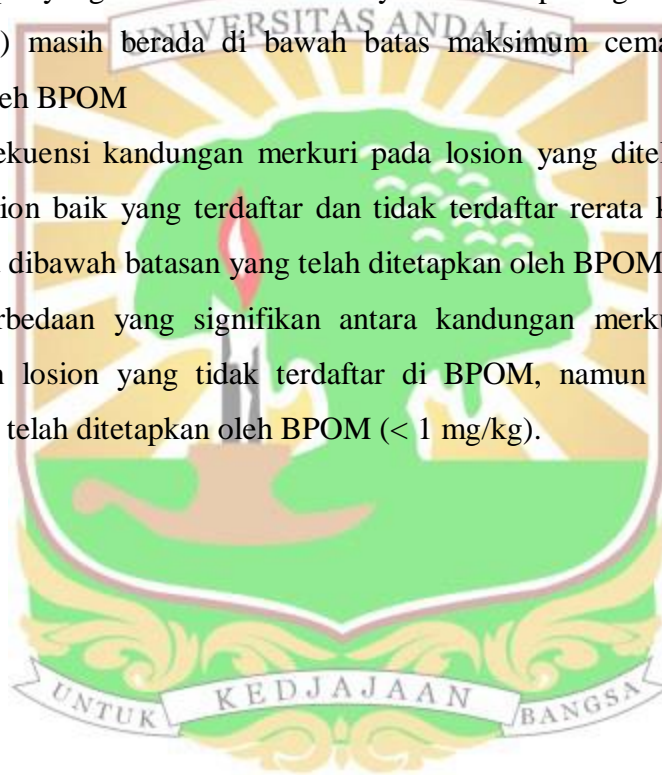 UNIVERSITAS ANDALAS
) masih berada di bawah batas maksimum cema
eh BPOM
ekuensi kandungan merkuri pada losion yang ditel
ion baik yang terdaftar dan tidak terdaftar rerata k
dibawah batasan yang telah ditetapkan oleh BPOM
rbedaan yang signifikan antara kandungan merku
losion yang tidak terdaftar di BPOM, namun
telah ditetapkan oleh BPOM (< 1 mg/kg).
UNTUK KEDJAJAAN BANGSA